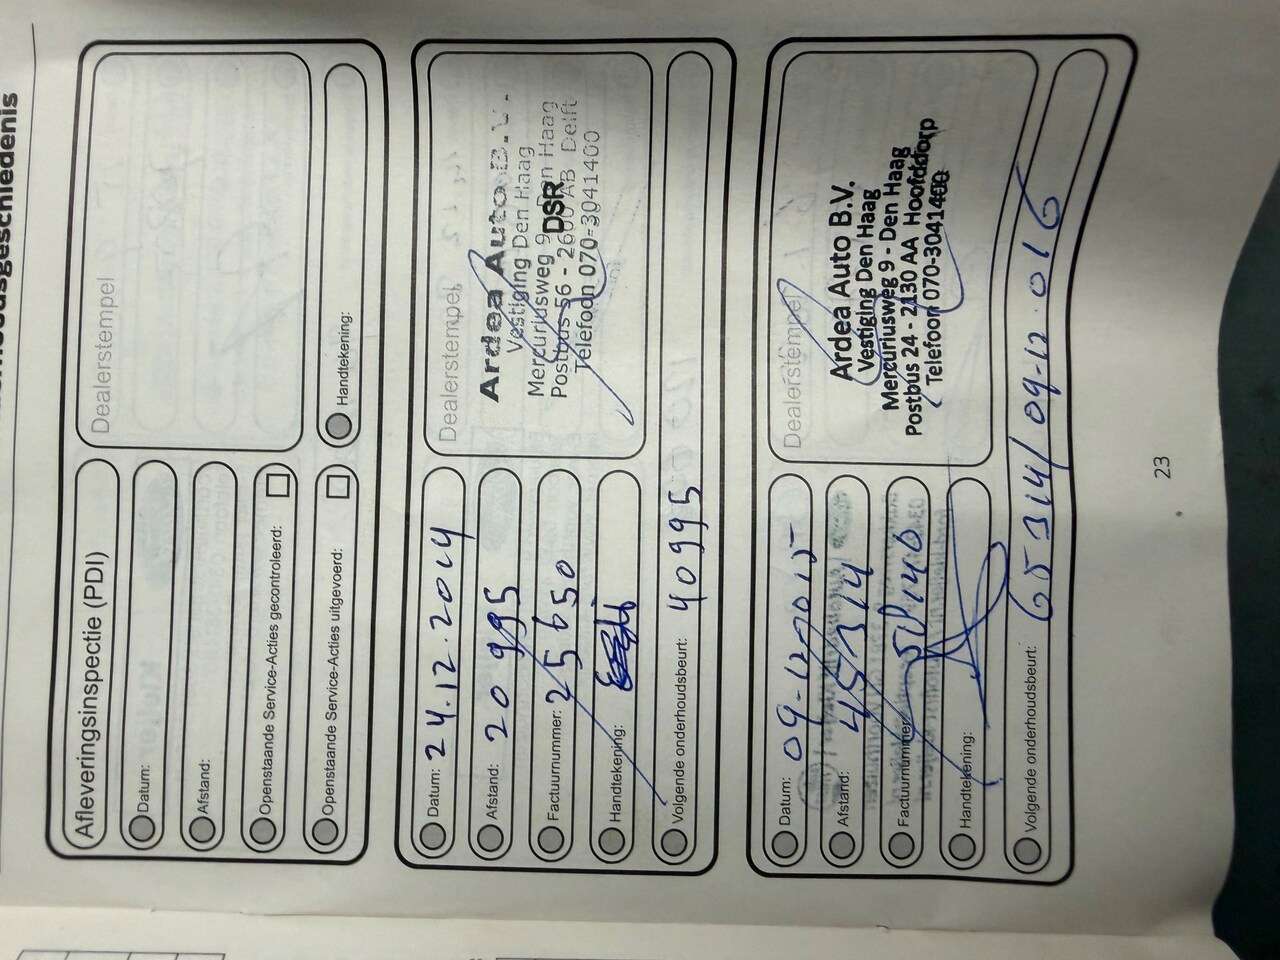 Afleveringsinspectie (PDI)
Datum:
Afstand:
Openstaande Service-Acties gecontroleerd:
Openstaande Service-Acties uitgevoerd:
Dealerstempel
Handtekening:
Datum: 24.12.2014
Afstand: 20 995
Factuurnummer: 25650
Handtekening:
Volgende onderhoudsbeurt: 40995
Dealerstempel
Ardea Auto B.V.
Vestiging Den Haag
Mercuriusweg 9 - Den Haag
Postbus 56 - 2600 AB Delft
DSR
Telefoon 070-3041400
Datum: 09-12-2015
Afstand: 45314
Factuurnummer:
Handtekening:
Volgende onderhoudsbeurt: 65314/09-12.016
Dealerstempel
Ardea Auto B.V.
Vestiging Den Haag
Mercuriusweg 9 - Den Haag
Postbus 24 - 2130 AA Hoofddorp
Telefoon 070-3041400
23